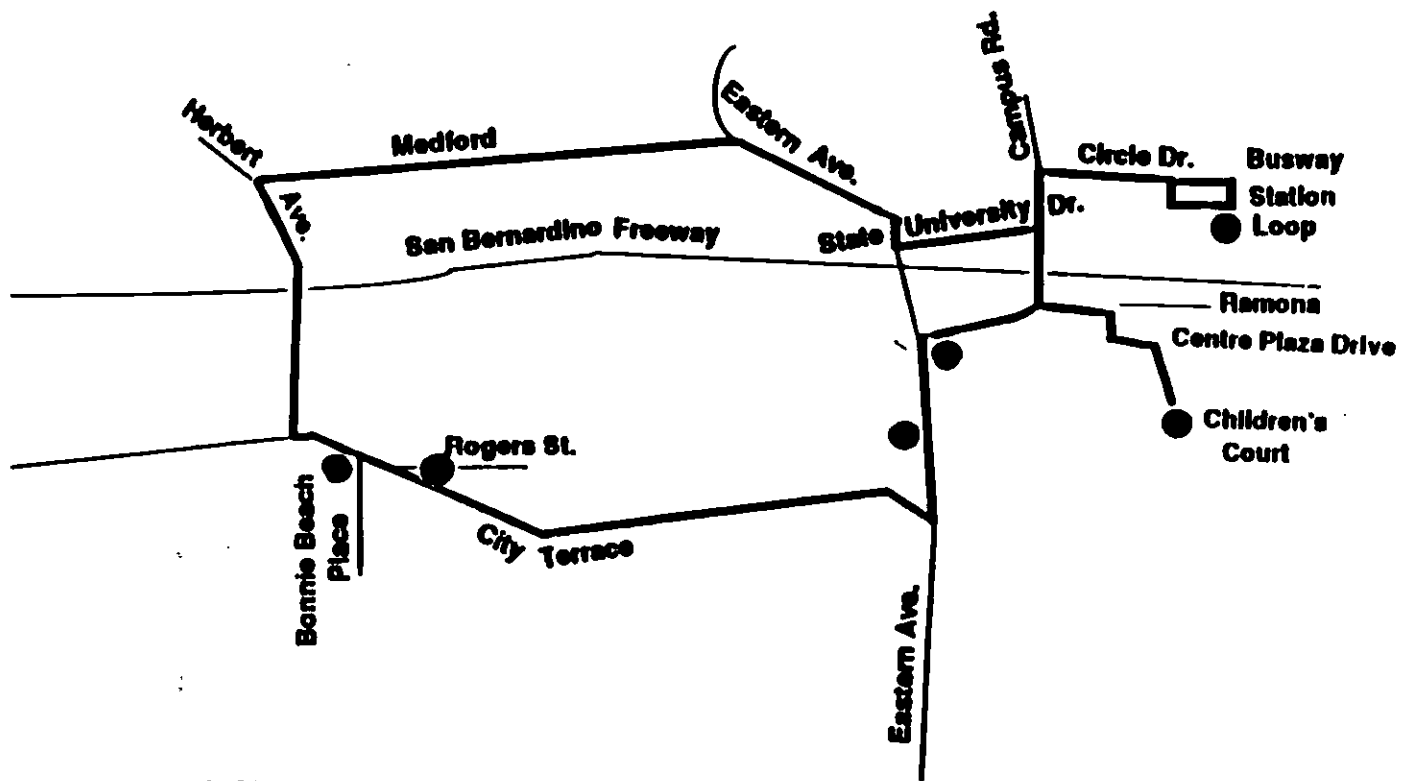 Campus Rd.
Herbert
Ave.
Medford
Eastern Ave.
Circle Dr.
Busway
Station
Loop
State University Dr.
San Bernardino Freeway
Ramona
Centre Plaza Drive
Children's
Court
Rogers St.
Bonnie Beach
Place
City Terrace
Eastern Ave.